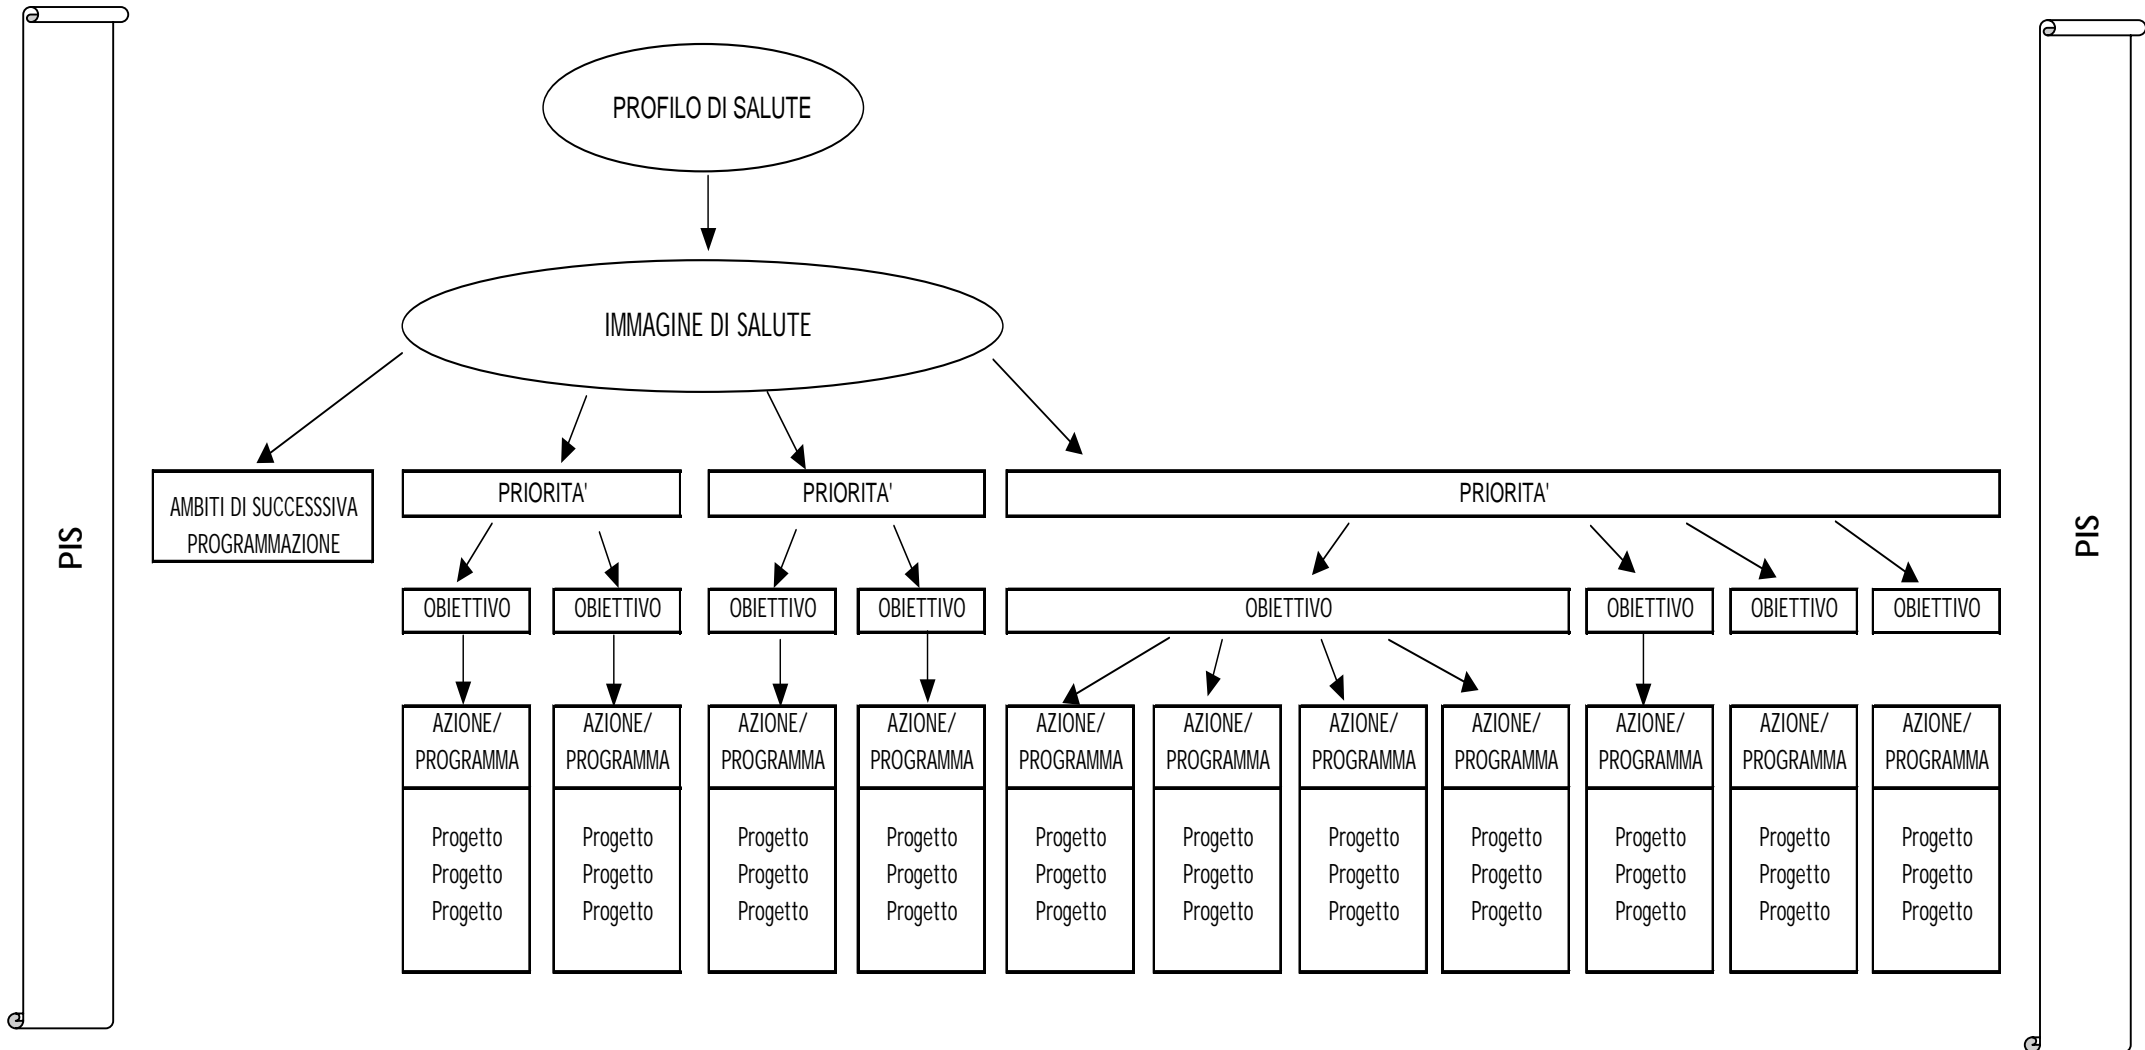 PROFILO DI SALUTE
IMMAGINE DI SALUTE
PIS
PIS
AMBITI DI SUCCESSSIVA
PROGRAMMAZIONE
PRIORITA'
PRIORITA'
PRIORITA'
OBIETTIVO
OBIETTIVO
OBIETTIVO
OBIETTIVO
OBIETTIVO
OBIETTIVO
OBIETTIVO
OBIETTIVO
AZIONE/
PROGRAMMA
Progetto
Progetto
Progetto
AZIONE/
PROGRAMMA
Progetto
Progetto
Progetto
AZIONE/
PROGRAMMA
Progetto
Progetto
Progetto
AZIONE/
PROGRAMMA
Progetto
Progetto
Progetto
AZIONE/
PROGRAMMA
Progetto
Progetto
Progetto
AZIONE/
PROGRAMMA
Progetto
Progetto
Progetto
AZIONE/
PROGRAMMA
Progetto
Progetto
Progetto
AZIONE/
PROGRAMMA
Progetto
Progetto
Progetto
AZIONE/
PROGRAMMA
Progetto
Progetto
Progetto
AZIONE/
PROGRAMMA
Progetto
Progetto
Progetto
AZIONE/
PROGRAMMA
Progetto
Progetto
Progetto